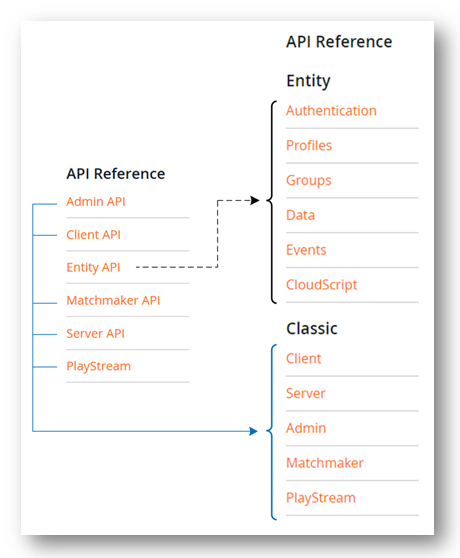 API Reference
Admin API
Client API
Entity API
Matchmaker API
Server API
PlayStream
API Reference
Entity
Authentication
Profiles
Groups
Data
Events
CloudScript
Classic
Client
Server
Admin
Matchmaker
PlayStream